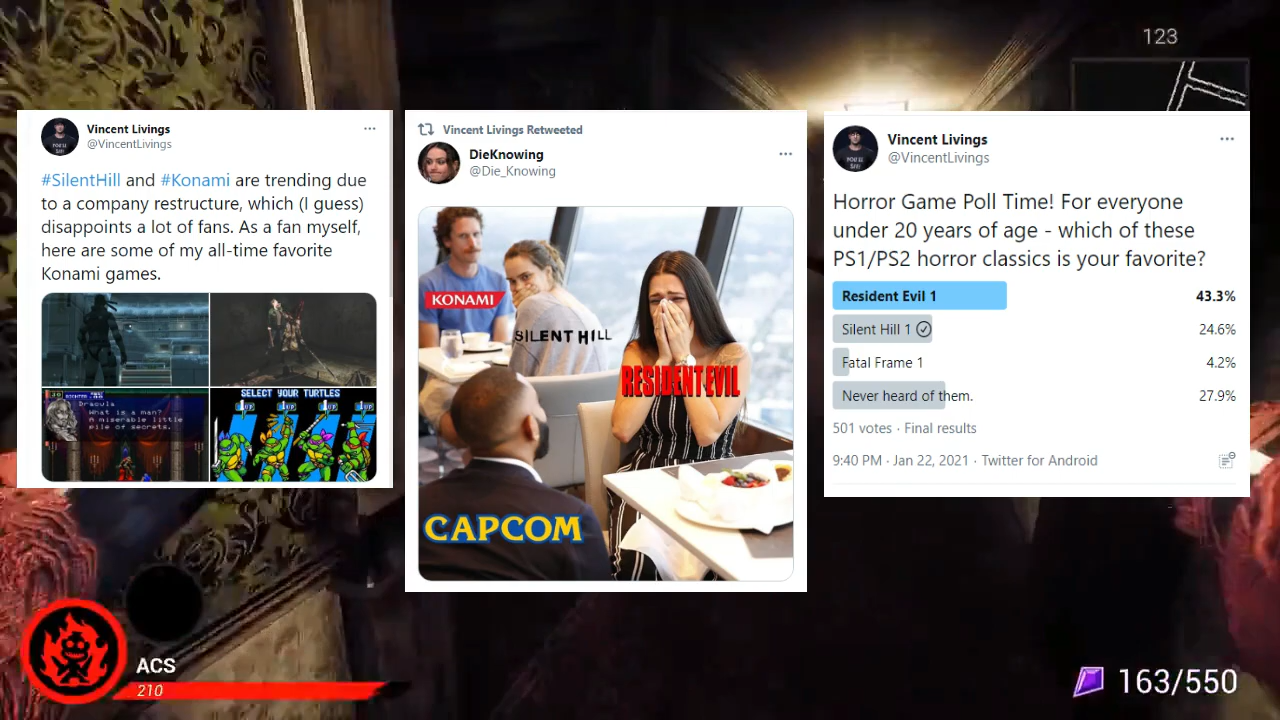 123
Vincent Livings
@VincentLivings
#SilentHill and #Konami are trending due
to a company restructure, which (I guess)
disappoints a lot of fans. As a fan myself,
here are some of my all-time favorite
Konami games.
Dracula
What is a man?
A miserable little
pile of secrets.
SELECT YOUR TURTLES
1UP 1UP 1UP 1UP
Vincent Livings Retweeted
DieKnowing
@Die_Knowing
KONAMI
SILENT HILL
RESIDENT EVIL
CAPCOM
Vincent Livings
@VincentLivings
Horror Game Poll Time! For everyone
under 20 years of age - which of these
PS1/PS2 horror classics is your favorite?
Resident Evil 1 43.3%
Silent Hill 1 24.6%
Fatal Frame 1 4.2%
Never heard of them. 27.9%
501 votes · Final results
9:40 PM · Jan 22, 2021 · Twitter for Android
ACS
210
163/550